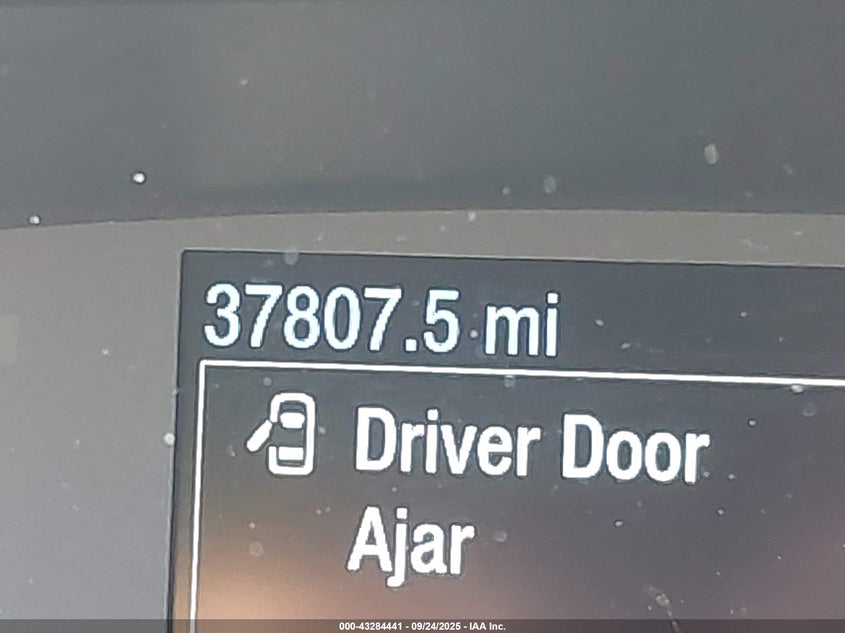 37807.5 mi
Driver Door
Ajar
000-43284441 - 09/24/2025 - IAA Inc.